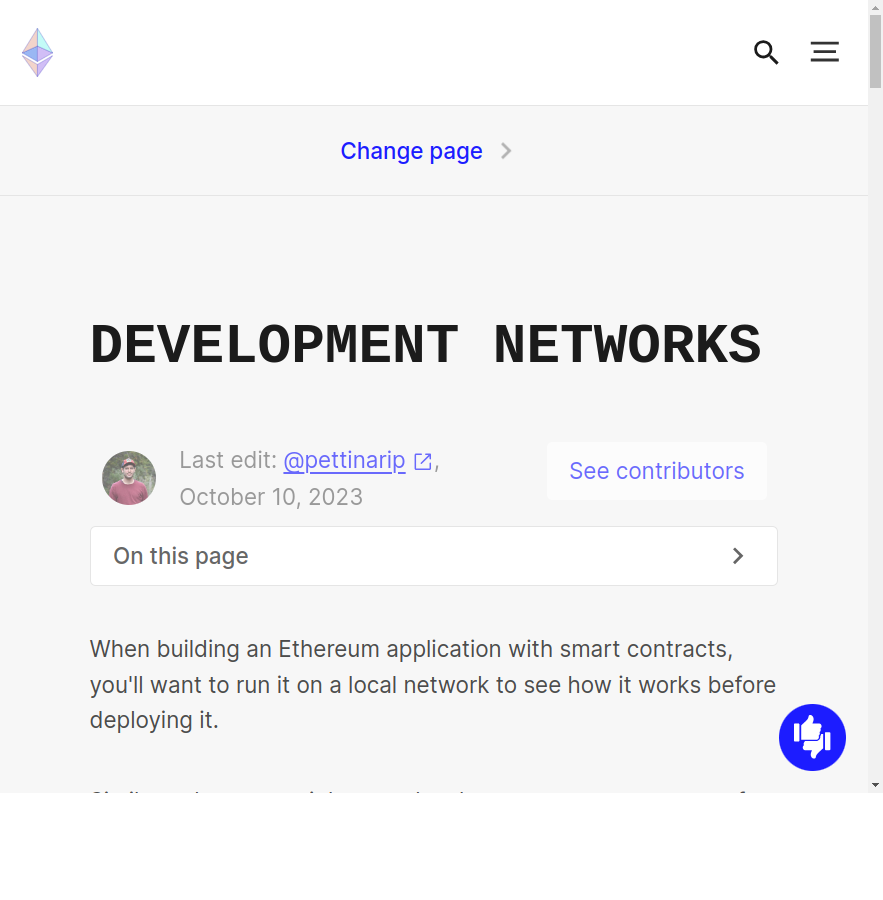 Change page
DEVELOPMENT NETWORKS
Last edit: @pettinarip,
October 10, 2023
See contributors
On this page
When building an Ethereum application with smart contracts,
you'll want to run it on a local network to see how it works before
deploying it.